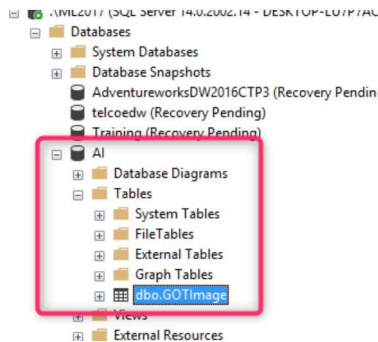 .\ML2017 (SQL Server 14.0.2002.14 - DESKTOP-LU7P7AC
Databases
System Databases
Database Snapshots
AdventureworksDW2016CTP3 (Recovery Pendin
telcoedw (Recovery Pending)
Training (Recovery Pending)
AI
Database Diagrams
Tables
System Tables
FileTables
External Tables
Graph Tables
dbo.GOTImage
Views
External Resources